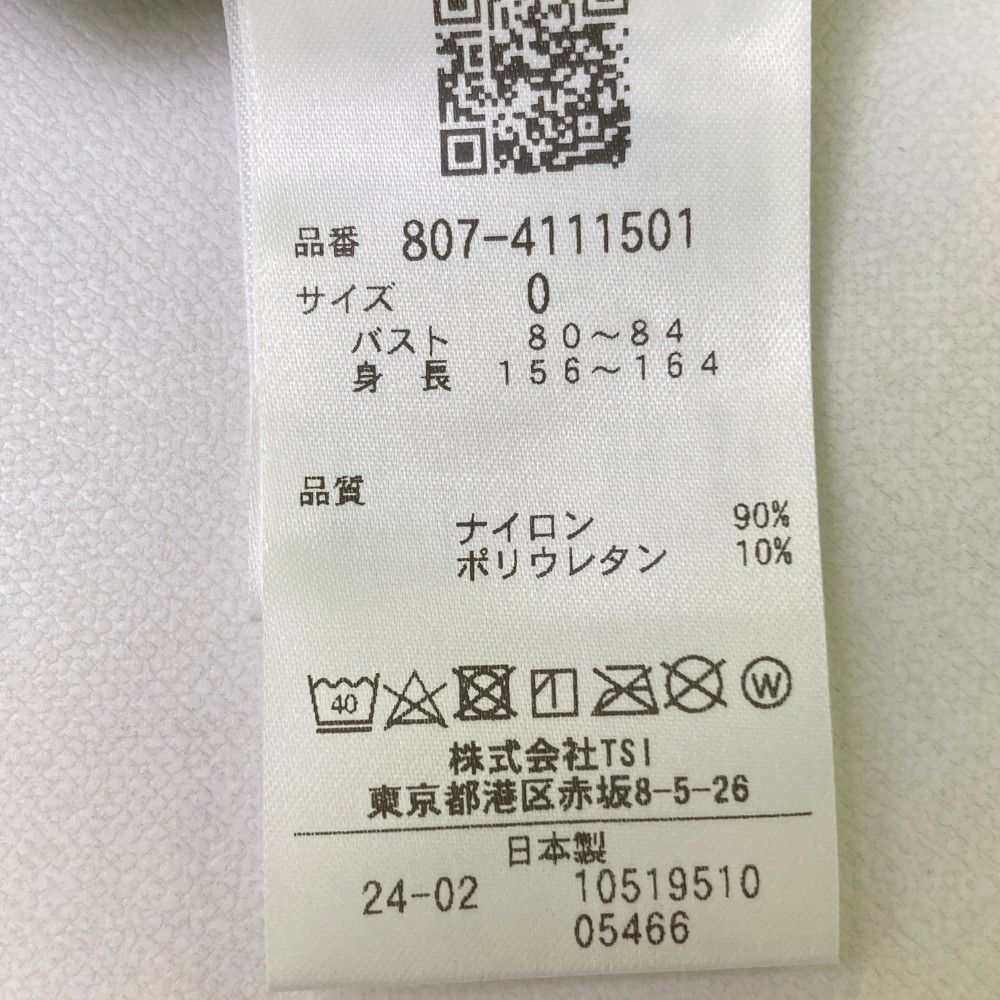 品番 807-4111501
サイズ 0
バスト 80〜84
身 長 156〜164
品質
ナイロン 90%
ポリウレタン 10%
40 W
株式会社TSI
東京都港区赤坂8-5-26
日本製
24-02 10519510
05466